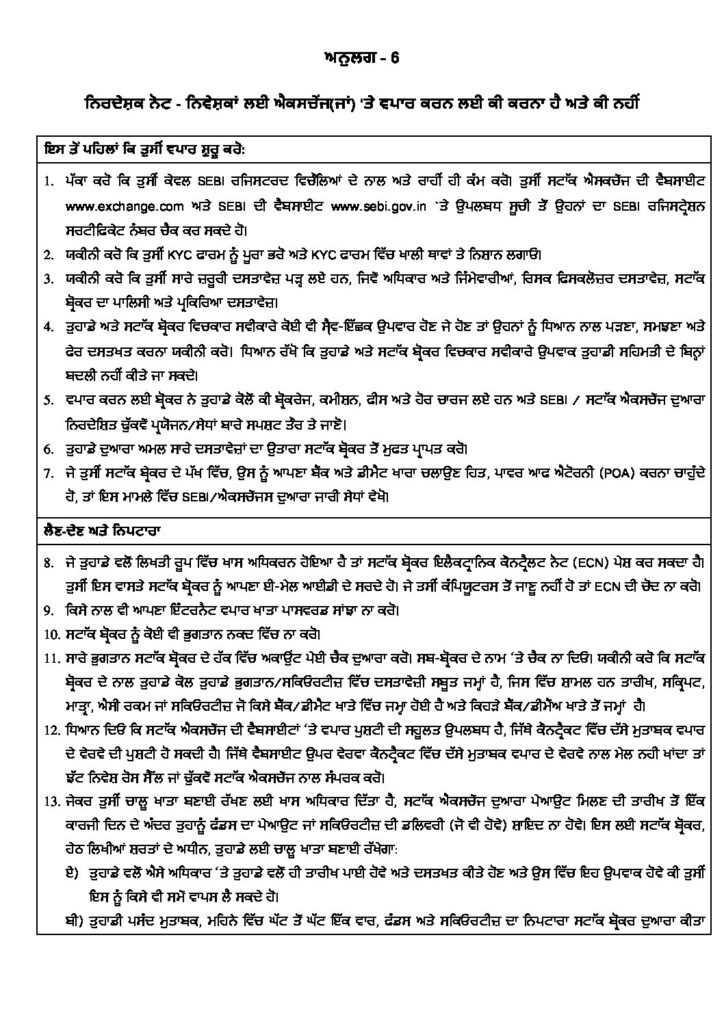 ਅਨੁਲਗ - 6
ਨਿਰਦੇਸ਼ਕ ਨੋਟ - ਨਿਵੇਸ਼ਕਾਂ ਲਈ ਐਕਸਚੇਂਜ(ਜਾਂ) 'ਤੇ ਵਪਾਰ ਕਰਨ ਲਈ ਕੀ ਕਰਨਾ ਹੈ ਅਤੇ ਕੀ ਨਹੀਂ
ਇਸ ਤੋਂ ਪਹਿਲਾਂ ਕਿ ਤੁਸੀਂ ਵਪਾਰ ਸ਼ੁਰੂ ਕਰੋ:
1. ਪੱਕਾ ਕਰੋ ਕਿ ਤੁਸੀਂ ਕੇਵਲ SEBI ਰਜਿਸਟਰਦ ਵਿਚੌਲਿਆਂ ਦੇ ਨਾਲ ਅਤੇ ਰਾਹੀਂ ਹੀ ਕੰਮ ਕਰੋ। ਤੁਸੀਂ ਸਟਾੱਕ ਐਸਕਚੇਂਜ ਦੀ ਵੈਬਸਾਈਟ
www.exchange.com ਅਤੇ SEBI ਦੀ ਵੈਬਸਾਈਟ www.sebi.gov.in `ਤੇ ਉਪਲਬਧ ਸੂਚੀ ਤੋਂ ਉਹਨਾਂ ਦਾ SEBI ਰਜਿਸਟ੍ਰੇਸ਼ਨ
ਸਰਟੀਫਿਕੇਟ ਨੰਬਰ ਚੈਕ ਕਰ ਸਕਦੇ ਹੋ।
2. ਯਕੀਨੀ ਕਰੋ ਕਿ ਤੁਸੀਂ KYC ਫਾਰਮ ਨੂੰ ਪੂਰਾ ਭਰੋ ਅਤੇ KYC ਫਾਰਮ ਵਿੱਚ ਖਾਲੀ ਥਾਵਾਂ ਤੇ ਨਿਸ਼ਾਨ ਲਗਾਓ।
3. ਯਕੀਨੀ ਕਰੋ ਕਿ ਤੁਸੀਂ ਸਾਰੇ ਜ਼ਰੂਰੀ ਦਸਤਾਵੇਜ਼ ਪੜ੍ਹ ਲਏ ਹਨ, ਜਿਵੇਂ ਅਧਿਕਾਰ ਅਤੇ ਜਿੰਮੇਵਾਰੀਆਂ, ਰਿਸਕ ਫਿਸਕਲੋਜ਼ਰ ਦਸਤਾਵੇਜ਼, ਸਟਾੱਕ
ਬ੍ਰੋਕਰ ਦਾ ਪਾਲਿਸੀ ਅਤੇ ਪ੍ਰਕਿਰਿਆ ਦਸਤਾਵੇਜ਼।
4. ਤੁਹਾਡੇ ਅਤੇ ਸਟਾੱਕ ਬ੍ਰੋਕਰ ਵਿਚਕਾਰ ਸਵੀਕਾਰੇ ਕੋਈ ਵੀ ਸ੍ਵੈ-ਇੱਛਕ ਉਪਵਾਰ ਹੋਣ ਜੇ ਹੋਣ ਤਾਂ ਉਹਨਾਂ ਨੂੰ ਧਿਆਨ ਨਾਲ ਪੜਣਾ, ਸਮਝਣਾ ਅਤੇ
ਫੇਰ ਦਸਤਖਤ ਕਰਨਾ ਯਕੀਨੀ ਕਰੋ। ਧਿਆਨ ਰੱਖੋ ਕਿ ਤੁਹਾਡੇ ਅਤੇ ਸਟਾੱਕ ਬ੍ਰੋਕਰ ਵਿਚਕਾਰ ਸਵੀਕਾਰੇ ਉਪਵਾਕ ਤੁਹਾਡੀ ਸਹਿਮਤੀ ਦੇ ਬਿਨ੍ਹਾਂ
ਬਦਲੀ ਨਹੀਂ ਕੀਤੇ ਜਾ ਸਕਦੇ।
5. ਵਪਾਰ ਕਰਨ ਲਈ ਬ੍ਰੋਕਰ ਨੇ ਤੁਹਾਡੇ ਕੋਲੋਂ ਕੀ ਬ੍ਰੋਕਰੇਜ, ਕਮੀਸ਼ਨ, ਫੀਸ ਅਤੇ ਹੋਰ ਚਾਰਜ ਲਏ ਹਨ ਅਤੇ SEBI / ਸਟਾੱਕ ਐਕਸਚੇਂਜ ਦੁਆਰਾ
ਨਿਰਦੇਸ਼ਿਤ ਢੁੱਕਵੇਂ ਪ੍ਰਯੋਜਨ/ਸੇਧਾਂ ਬਾਰੇ ਸਪਸ਼ਟ ਤੌਰ ਤੇ ਜਾਣੋ।
6. ਤੁਹਾਡੇ ਦੁਆਰਾ ਅਮਲ ਸਾਰੇ ਦਸਤਾਵੇਜ਼ਾਂ ਦਾ ਉਤਾਰਾ ਸਟਾੱਕ ਬ੍ਰੋਕਰ ਤੋਂ ਮੁਫਤ ਪ੍ਰਾਪਤ ਕਰੋ।
7. ਜੇ ਤੁਸੀਂ ਸਟਾੱਕ ਬ੍ਰੇਕਰ ਦੇ ਪੱਖ ਵਿੱਚ, ਉਸ ਨੂੰ ਆਪਣਾ ਬੈਂਕ ਅਤੇ ਡੀਮੈਟ ਖਾਰਾ ਚਲਾਉਣ ਹਿਤ, ਪਾਵਰ ਆਫ ਐਟੋਰਨੀ (POA) ਕਰਨਾ ਚਾਹੁੰਦੇ
ਹੋ, ਤਾਂ ਇਸ ਮਾਮਲੇ ਵਿੱਚ SEBI/ਐਕਸਚੇਂਜਸ ਦੁਆਰਾ ਜਾਰੀ ਸੇਧਾਂ ਵੇਖੋ।
ਲੈਣ-ਦੇਣ ਅਤੇ ਨਿਪਟਾਰਾ
8. ਜੇ ਤੁਹਾਡੇ ਵਲੋਂ ਲਿਖਤੀ ਰੂਪ ਵਿੱਚ ਖਾਸ ਅਧਿਕਰਨ ਹੋਇਆ ਹੈ ਤਾਂ ਸਟਾੱਕ ਬ੍ਰੋਕਰ ਇਲੈਕਟ੍ਰਾਨਿਕ ਕੋਨਟ੍ਰੈਲਟ ਨੋਟ (ECN) ਪੇਸ਼ ਕਰ ਸਕਦਾ ਹੈ।
ਤੁਸੀਂ ਇਸ ਵਾਸਤੇ ਸਟਾੱਕ ਬ੍ਰੋਕਰ ਨੂੰ ਆਪਣਾ ਈ-ਮੇਲ ਆਈਡੀ ਦੇ ਸਰਦੇ ਹੋ। ਜੇ ਤਸੀਂ ਕੰਪਿਯੂਟਰਸ ਤੋਂ ਜਾਣੂ ਨਹੀਂ ਹੋ ਤਾਂ ECN ਦੀ ਚੋਦ ਨਾ ਕਰੋ।
9. ਕਿਸੇ ਨਾਲ ਵੀ ਆਪਣਾ ਇੰਟਰਨੈਟ ਵਪਾਰ ਖਾਤਾ ਪਾਸਵਰਡ ਸਾਂਝਾ ਨਾ ਕਰੋ।
10. ਸਟਾੱਕ ਬ੍ਰੋਕਰ ਨੂੰ ਕੋਈ ਵੀ ਭੁਗਤਾਨ ਨਕਦ ਵਿੱਚ ਨਾ ਕਰੋ।
11. ਸਾਰੇ ਭੁਗਤਾਨ ਸਟਾੱਕ ਬ੍ਰੋਕਰ ਦੇ ਹੱਕ ਵਿੱਚ ਅਕਾਉਂਟ ਪੇਈ ਚੈਕ ਦੁਆਰਾ ਕਰੋ। ਸਬ-ਬ੍ਰੋਕਰ ਦੇ ਨਾਮ ‘ਤੇ ਚੈਕ ਨਾ ਦਿਓ। ਯਕੀਨੀ ਕਰੋ ਕਿ ਸਟਾੱਕ
ਬ੍ਰੋਕਰ ਦੇ ਨਾਲ ਤੁਹਾਡੇ ਕੋਲ ਤੁਹਾਡੇ ਭੁਗਤਾਨ/ਸਕਿਓਰਟੀਜ਼ ਵਿੱਚ ਦਸਤਾਵੇਜ਼ੀ ਸਬੂਤ ਜਮ੍ਹਾਂ ਹੈ, ਜਿਸ ਵਿੱਚ ਸ਼ਾਮਲ ਹਨ ਤਾਰੀਖ, ਸਕ੍ਰਿਪਟ,
ਮਾਤ੍ਰਾ, ਐਸੀ ਰਕਮ ਜਾਂ ਸਕਿਓਰਟੀਜ਼ ਜੋ ਕਿਸੇ ਬੈਂਕ/ਡੀਮੈਟ ਖਾਤੇ ਵਿੱਚ ਜਮ੍ਹਾ ਹੋਈ ਹੈ ਅਤੇ ਕਿਹੜੇ ਬੈਂਕ/ਡੀਮੈਂਅ ਖਾਤੇ ਤੋਂ ਜਮ੍ਹਾਂ ਹੈ।
12. ਧਿਆਨ ਦਿਓ ਕਿ ਸਟਾੱਕ ਐਸਚੇਂਜ ਦੀ ਵੈਬਸਾਈਟਾਂ ‘ਤੇ ਵਪਾਰ ਪੁਸ਼ਟੀ ਦੀ ਸਹੂਲਤ ਉਪਲਬਧ ਹੈ, ਜਿੱਥੇ ਕੋਨਟ੍ਰੈਕਟ ਵਿੱਚ ਦੱਸੇ ਮੁਤਾਬਕ ਵਪਾਰ
ਦੇ ਵੇਰਵੇ ਦੀ ਪੁਸ਼ਟੀ ਹੋ ਸਕਦੀ ਹੈ। ਜਿੱਥੇ ਵੈਬਸਾਈਟ ਉਪਰ ਵੇਰਵਾ ਕੋਨਟ੍ਰੈਕਟ ਵਿੱਚ ਦੱਸੇ ਮੁਤਾਬਕ ਵਪਾਰ ਦੇ ਵੇਰਵੇ ਨਾਲ ਮੇਲ ਨਹੀ ਖਾਂਦਾ ਤਾਂ
ਝੱਟ ਨਿਵੇਸ਼ ਰੋਸ ਸੈੱਲ ਜਾਂ ਢੁੱਕਵੇਂ ਸਟਾੱਕ ਐਕਸਚੇਂਜ ਨਾਲ ਸੰਪਰਕ ਕਰੋ।
13. ਜੇਕਰ ਤੁਸੀਂ ਚਾਲੂ ਖਾਤਾ ਬਣਾਈ ਰੱਖਣ ਲਈ ਖਾਸ ਅਧਿਕਾਰ ਦਿੱਤਾ ਹੈ, ਸਟਾੱਕ ਐਕਸਚੇਂਜ ਦੁਆਰਾ ਪੇਆਉਟ ਮਿਲਣ ਦੀ ਤਾਰੀਖ ਤੋਂ ਇੱਕ
ਕਾਰਜੀ ਦਿਨ ਦੇ ਅੰਦਰ ਤੁਹਾਨੂੰ ਫੰਡਸ ਦਾ ਪੇਆਉਟ ਜਾਂ ਸਕਿਓਰਟੀਜ਼ ਦੀ ਡਲਿਵਰੀ (ਜੋ ਵੀ ਹੋਵੇ) ਸ਼ਾਇਦ ਨਾ ਹੋਵੇ। ਇਸ ਲਈ ਸਟਾੱਕ ਬ੍ਰੋਕਰ,
ਹੇਠ ਲਿਖੀਆਂ ਸ਼ਰਤਾਂ ਦੇ ਅਧੀਨ, ਤੁਹਾਡੇ ਲਈ ਚਾਲੂ ਖਾਤਾ ਬਣਾਈ ਰੱਖੇਗਾ:
ਏ) ਤੁਹਾਡੇ ਵਲੋਂ ਐਸੇ ਅਧਿਕਾਰ ‘ਤੇ ਤੁਹਾਡੇ ਵਲੋਂ ਹੀ ਤਾਰੀਖ ਪਾਈ ਹੋਵੇ ਅਤੇ ਦਸਤਖਤ ਕੀਤੇ ਹੋਣ ਅਤੇ ਉਸ ਵਿੱਚ ਇਹ ਉਪਵਾਕ ਹੋਵੇ ਕੀ ਤੁਸੀਂ
ਇਸ ਨੂੰ ਕਿਸੇ ਵੀ ਸਮੇਂ ਵਾਪਸ ਲੈ ਸਕਦੇ ਹੋ।
ਬੀ) ਤੁਹਾਡੀ ਪਸੰਦ ਮੁਤਾਬਕ, ਮਹਿਨੇ ਵਿੱਚ ਘੱਟ ਤੋਂ ਘੱਟ ਇੱਕ ਵਾਰ, ਫੰਡਸ ਅਤੇ ਸਕਿਓਰਟੀਜ਼ ਦਾ ਨਿਪਟਾਰਾ ਸਟਾੱਕ ਬ੍ਰੋਕਰ ਦੁਆਰਾ ਕੀਤਾ